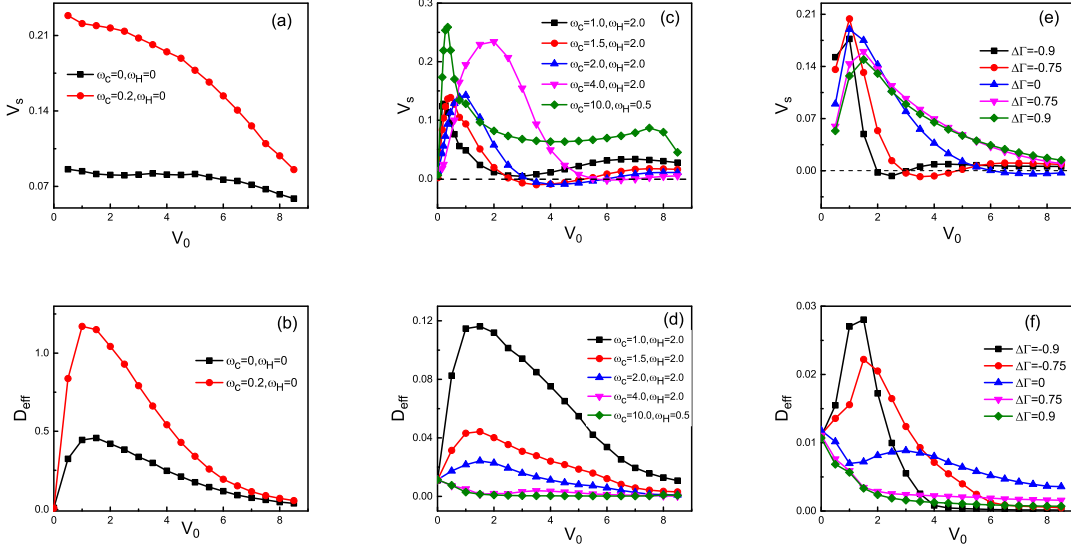 (a)
0.21
0.14
0.07
V_s
ω_C=0,ω_H=0
ω_C=0.2,ω_H=0
0 2 4 6 8
V_0
(c)
0.3
0.2
0.1
0.0
V_s
ω_C=1.0,ω_H=2.0
ω_C=1.5,ω_H=2.0
ω_C=2.0,ω_H=2.0
ω_C=4.0,ω_H=2.0
ω_C=10.0,ω_H=0.5
0 2 4 6 8
V_0
(e)
0.21
0.14
0.07
0.00
V_s
ΔΓ=-0.9
ΔΓ=-0.75
ΔΓ=0
ΔΓ=0.75
ΔΓ=0.9
0 2 4 6 8
V_0
(b)
1.0
0.5
0.0
D_eff
ω_C=0,ω_H=0
ω_C=0.2,ω_H=0
0 2 4 6 8
V_0
(d)
0.12
0.08
0.04
0.00
D_eff
ω_C=1.0,ω_H=2.0
ω_C=1.5,ω_H=2.0
ω_C=2.0,ω_H=2.0
ω_C=4.0,ω_H=2.0
ω_C=10.0,ω_H=0.5
0 2 4 6 8
V_0
(f)
0.03
0.02
0.01
0.00
D_eff
ΔΓ=-0.9
ΔΓ=-0.75
ΔΓ=0
ΔΓ=0.75
ΔΓ=0.9
0 2 4 6 8
V_0